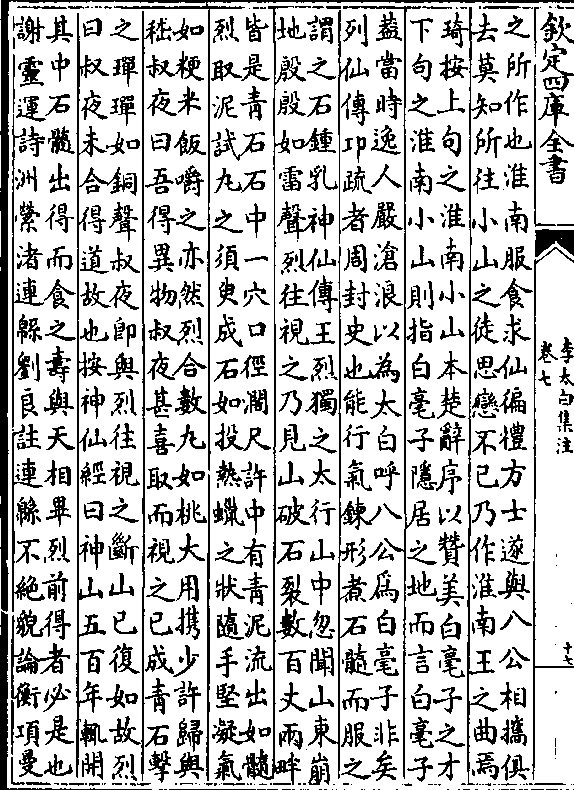 欽定四庫全書
李太白集注
卷七
十七
之所作也淮南服食求仙徧禮方士遂與八公相攜俱
去莫知所往小山之徒思戀不已乃作淮南王之曲焉
琦按上句之淮南小山本楚辭序以贊美白毫子之才
下句之淮南小山則指白毫子隱居之地而言白毫子
葢當時逸人嚴滄浪以為太白呼八公爲白毫子非矣
列仙傳卭疏者周封史也能行氣鍊形煮石髓而服之
謂之石鍾乳神仙傳王烈獨之太行山中忽聞山東崩
地殷殷如雷聲烈往視之乃見山破石裂數百丈兩畔
皆是青石石中一穴口徑濶尺許中有青泥流出如髓
烈取泥試丸之須臾成石如投熱蠟之狀隨手堅凝氣
如粳米飯嚼之亦然烈合數丸如桃大用携少許歸與
嵇叔夜曰吾得異物叔夜甚喜取而視之已成青石擊
之琿琿如銅聲叔夜即與烈往視之斷山已復如故烈
曰叔夜未合得道故也按神仙經曰神山五百年輒開
其中石髓出得而食之壽與天相畢烈前得者必是也
謝靈運詩洲縈渚連緜劉良註連緜不絶貌論衡項曼